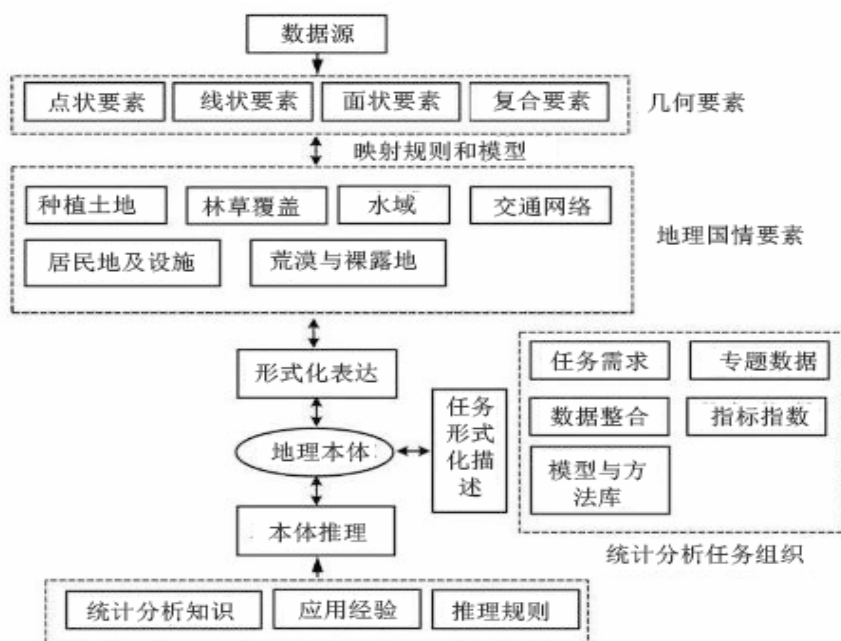 数据源
点状要素
线状要素
面状要素
复合要素
几何要素
映射规则和模型
种植土地
林草覆盖
水域
交通网络
居民地及设施
荒漠与裸露地
地理国情要素
形式化表达
地理本体
任务
形式
化描
述
任务需求
专题数据
数据整合
指标指数
模型与方
法库
统计分析任务组织
本体推理
统计分析知识
应用经验
推理规则